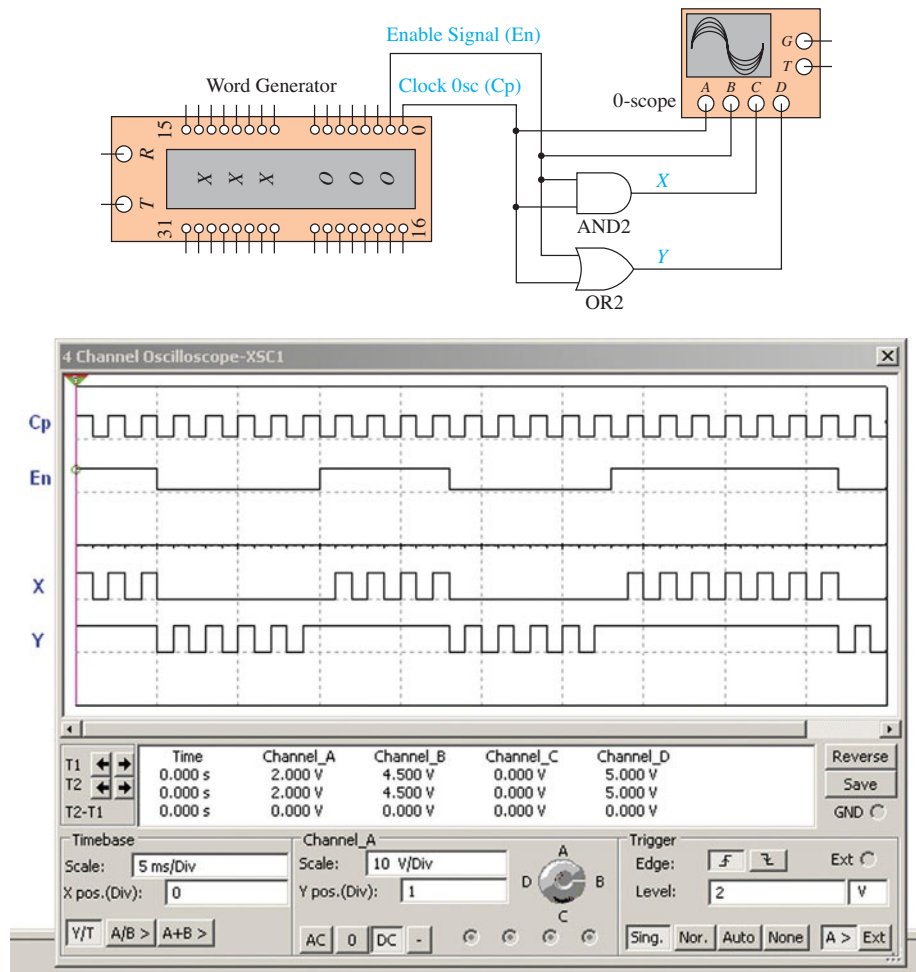 Enable Signal (En)
Word Generator
Clock 0sc (Cp)
0-scope
G
T
A B C D
15
0
R
T
X X X O O O
31
16
X
AND2
Y
OR2
4 Channel Oscilloscope-XSC1
X
Cp
En
X
Y
T1
T2
T2-T1
Time Channel_A Channel_B Channel_C Channel_D
0.000 s 2.000 V 4.500 V 0.000 V 5.000 V
0.000 s 2.000 V 4.500 V 0.000 V 5.000 V
0.000 s 0.000 V 0.000 V 0.000 V 0.000 V
Reverse
Save
GND
Timebase
Scale: 5 ms/Div
X pos.(Div): 0
Y/T A/B > A+B >
Channel_A
Scale: 10 V/Div
Y pos.(Div): 1
AC 0 DC -
A
D B
C
Trigger
Edge: Ext
Level: 2 V
Sing. Nor. Auto None A > Ext